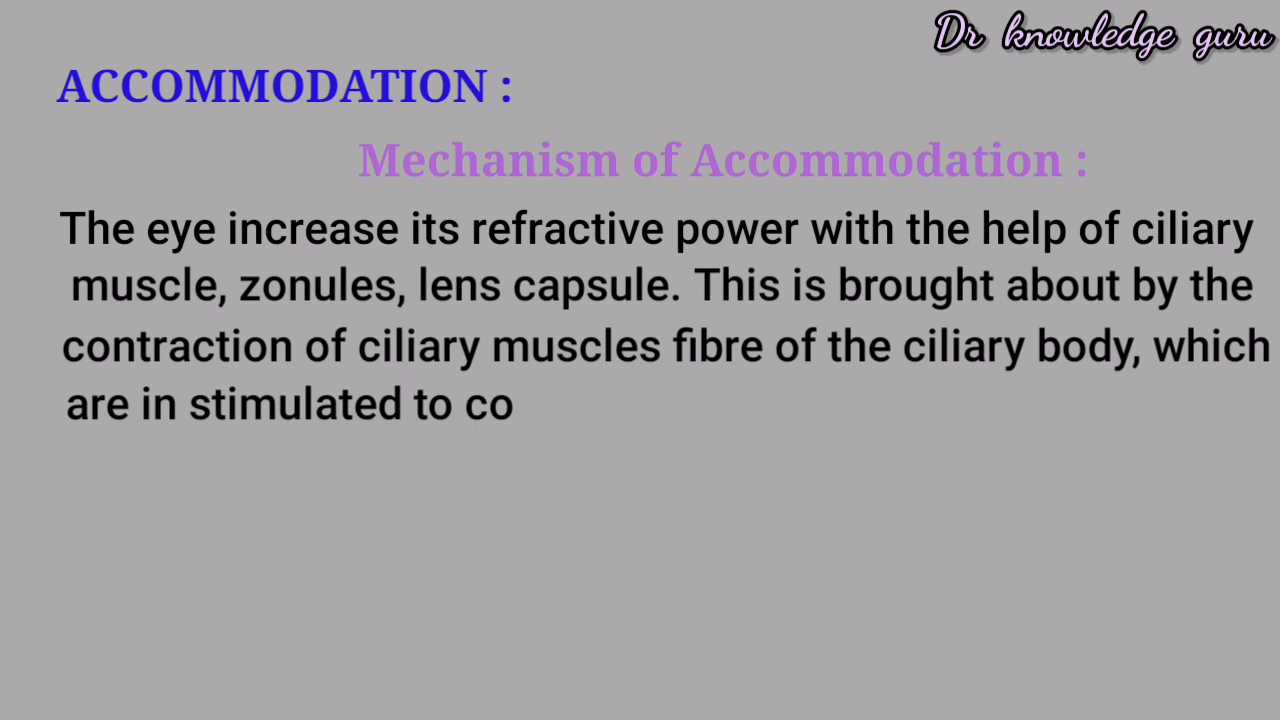 Dr knowledge guru
ACCOMMODATION :
Mechanism of Accommodation :
The eye increase its refractive power with the help of ciliary
muscle, zonules, lens capsule. This is brought about by the
contraction of ciliary muscles fibre of the ciliary body, which
are in stimulated to co